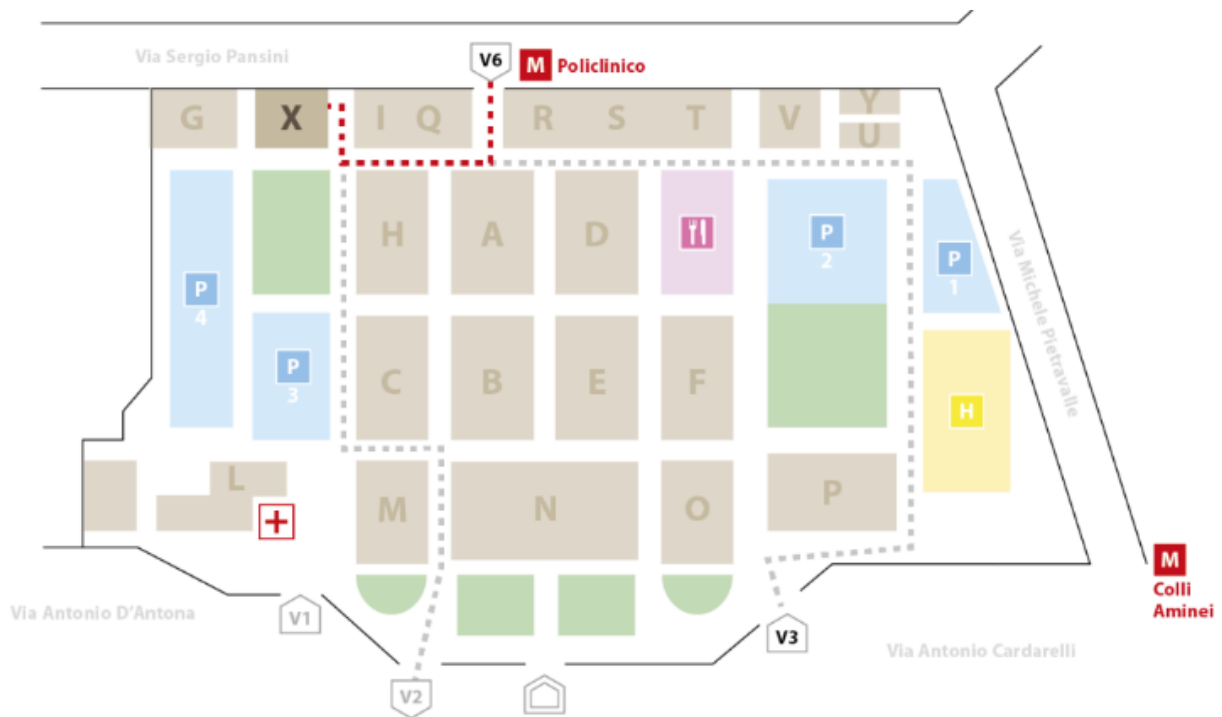 Via Sergio Pansini
V6
M Policlinico
G
X
I Q
R S T
V
Y
U
H
A
D
P
2
P
1
P
4
Via Michele Pietravalle
C
B
E
F
P
3
H
L
M
N
O
P
M
Colli
Aminei
Via Antonio D'Antona
V1
V3
Via Antonio Cardarelli
V2